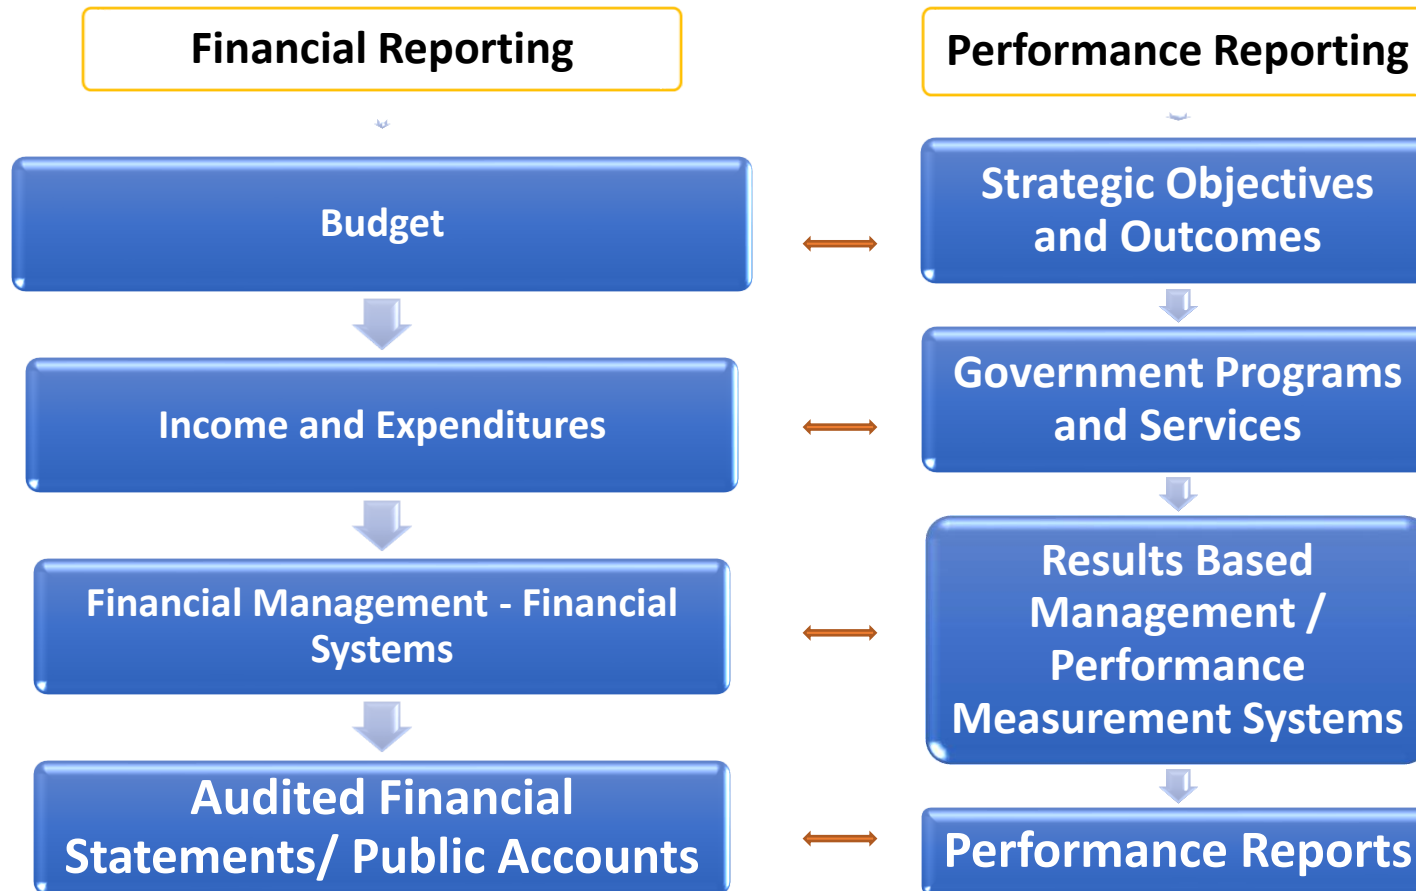 Financial Reporting
Performance Reporting
Budget
Strategic Objectives
and Outcomes
Income and Expenditures
Government Programs
and Services
Financial Management - Financial
Systems
Results Based
Management /
Performance
Measurement Systems
Audited Financial
Statements/ Public Accounts
Performance Reports